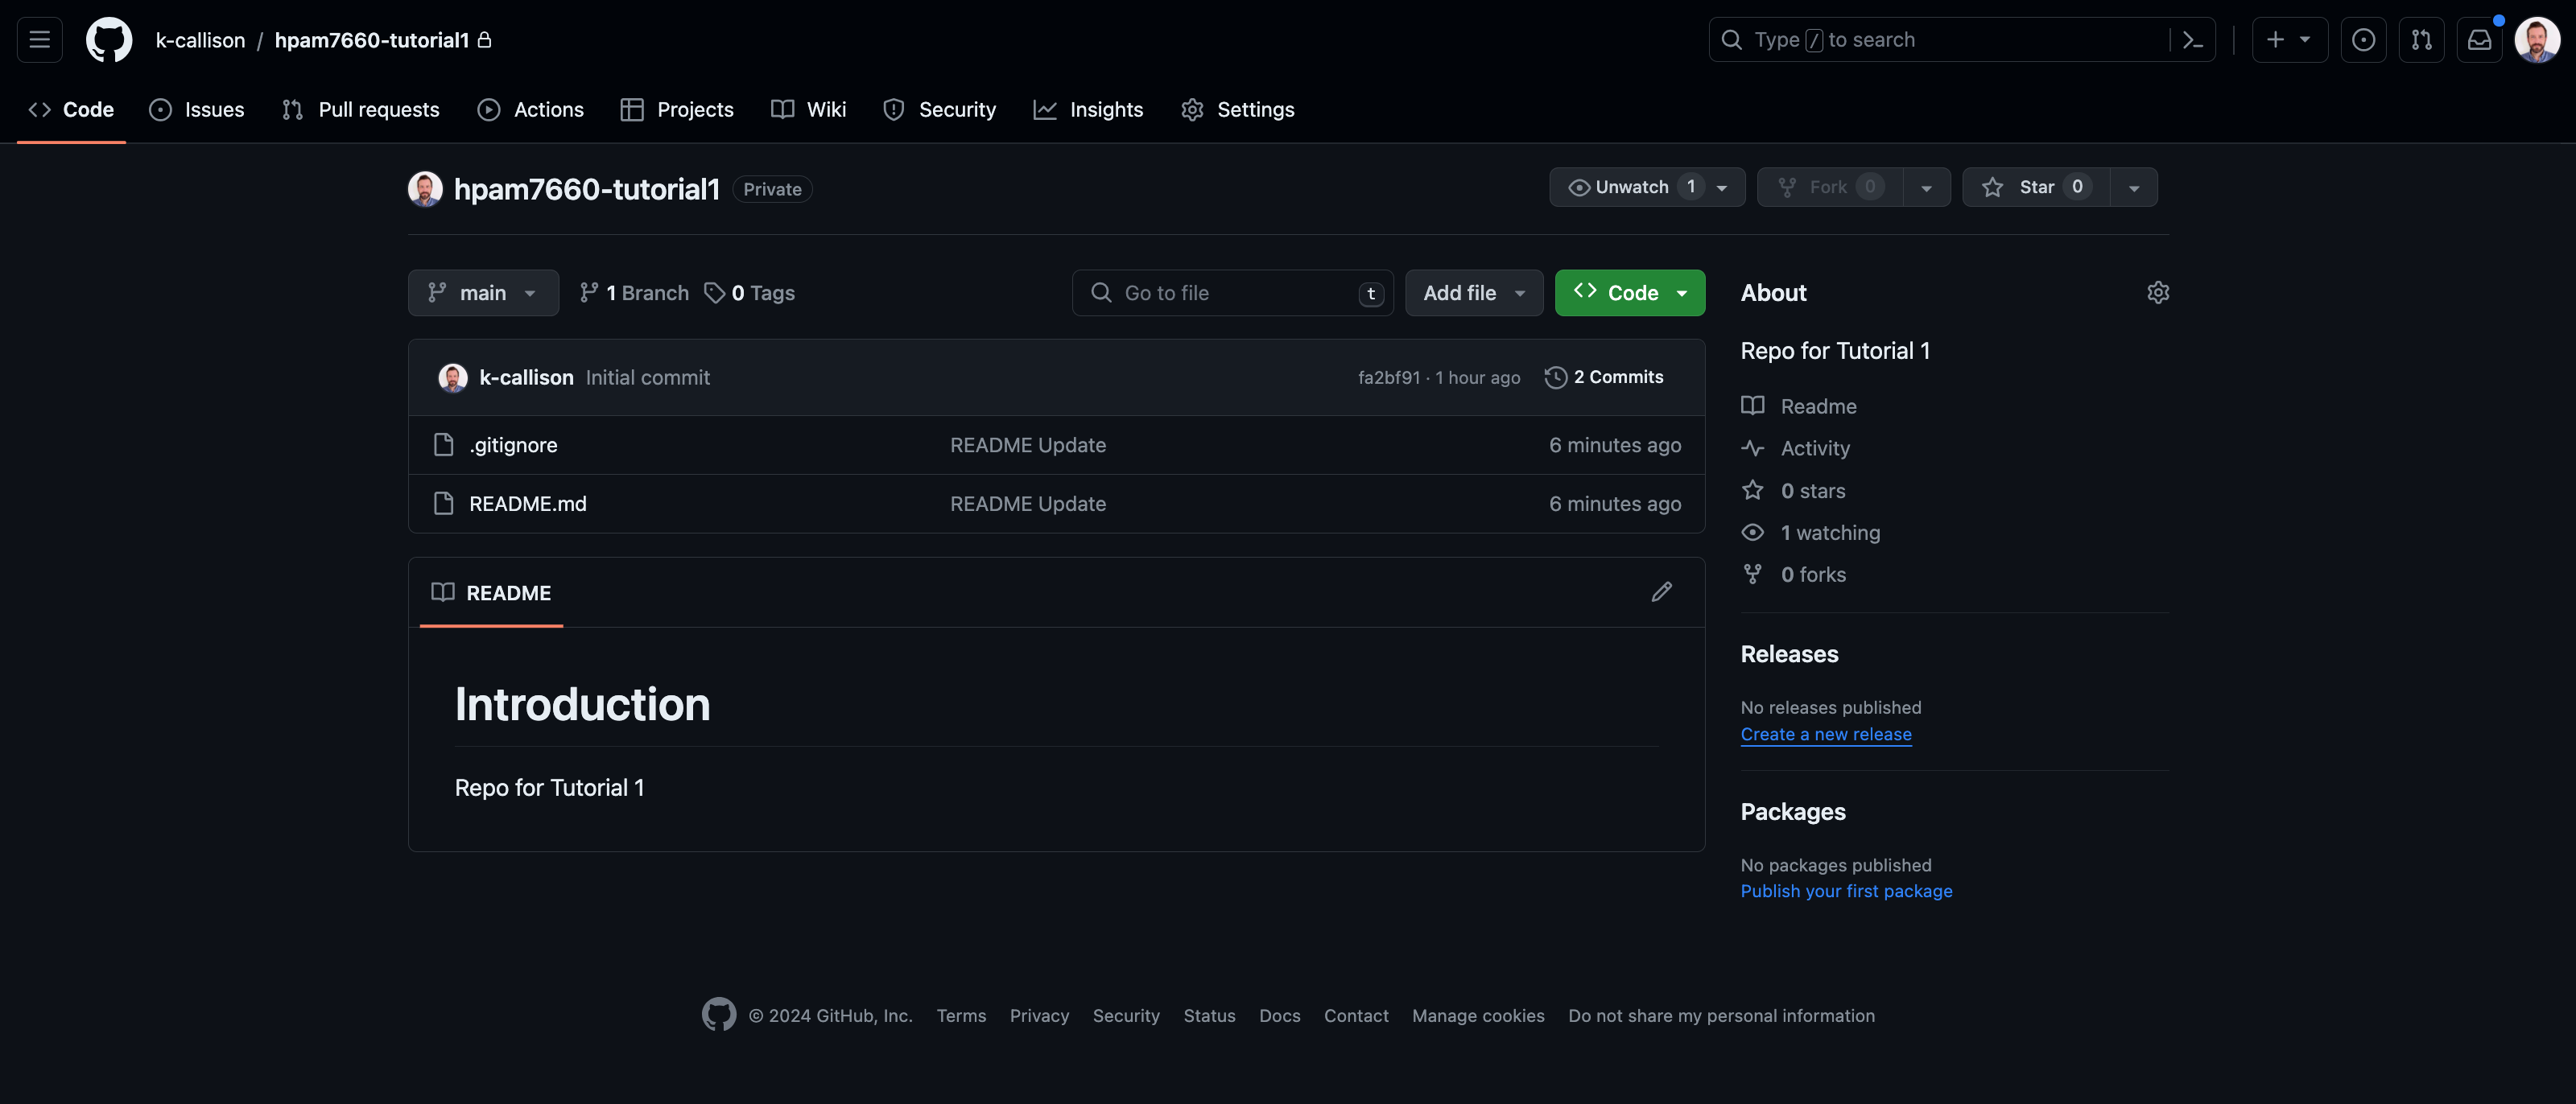 k-callison / hpam7660-tutorial1
Type / to search
Code Issues Pull requests Actions Projects Wiki Security Insights Settings
hpam7660-tutorial1 Private
Unwatch 1 Fork 0 Star 0
main 1 Branch 0 Tags
Go to file t Add file Code
About
Repo for Tutorial 1
k-callison Initial commit fa2bf91 · 1 hour ago 2 Commits
.gitignore README Update 6 minutes ago
README.md README Update 6 minutes ago
Readme
Activity
0 stars
1 watching
0 forks
README
Introduction
Repo for Tutorial 1
Releases
No releases published
Create a new release
Packages
No packages published
Publish your first package
© 2024 GitHub, Inc. Terms Privacy Security Status Docs Contact Manage cookies Do not share my personal information